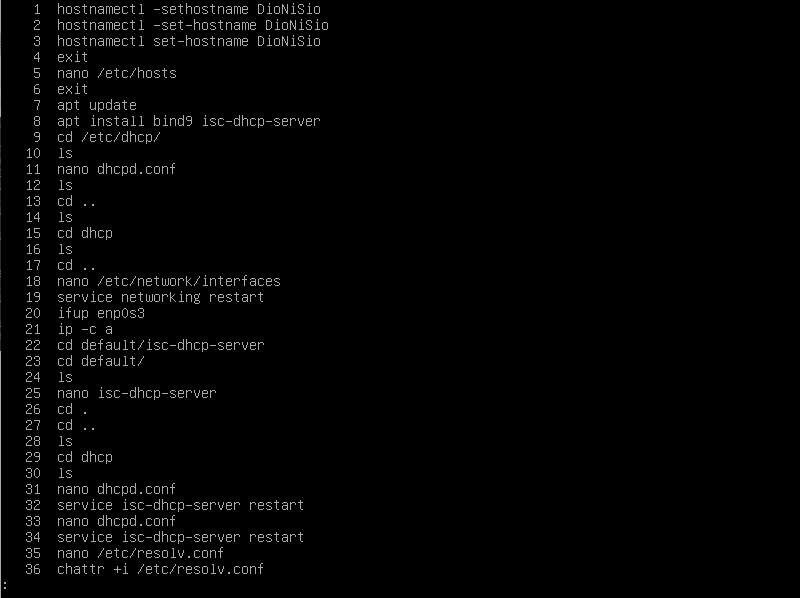 1 hostnamectl -sethostname DioNiSio
2 hostnamectl -set-hostname DioNiSio
3 hostnamectl set-hostname DioNiSio
4 exit
5 nano /etc/hosts
6 exit
7 apt update
8 apt install bind9 isc-dhcp-server
9 cd /etc/dhcp/
10 ls
11 nano dhcpd.conf
12 ls
13 cd ..
14 ls
15 cd dhcp
16 ls
17 cd ..
18 nano /etc/network/interfaces
19 service networking restart
20 ifup enp0s3
21 ip -c a
22 cd default/isc-dhcp-server
23 cd default/
24 ls
25 nano isc-dhcp-server
26 cd .
27 cd ..
28 ls
29 cd dhcp
30 ls
31 nano dhcpd.conf
32 service isc-dhcp-server restart
33 nano dhcpd.conf
34 service isc-dhcp-server restart
35 nano /etc/resolv.conf
36 chattr +i /etc/resolv.conf
: